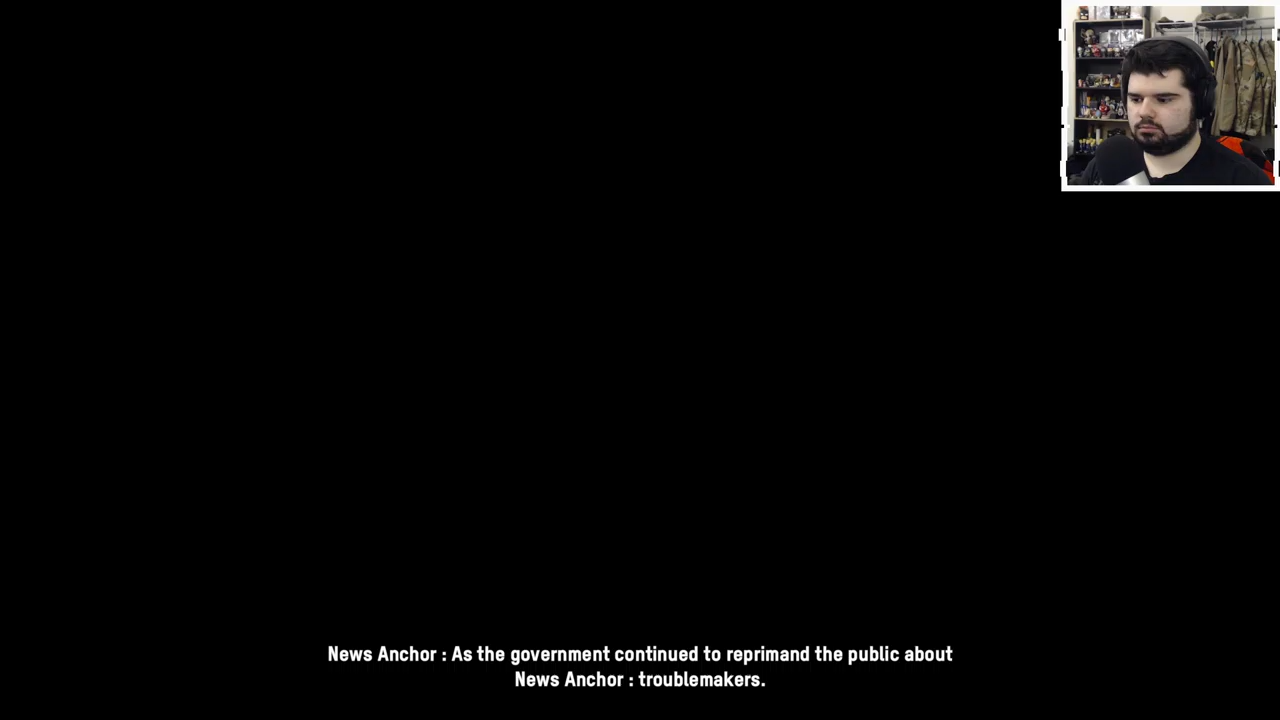 News Anchor : As the government continued to reprimand the public about
News Anchor : troublemakers.